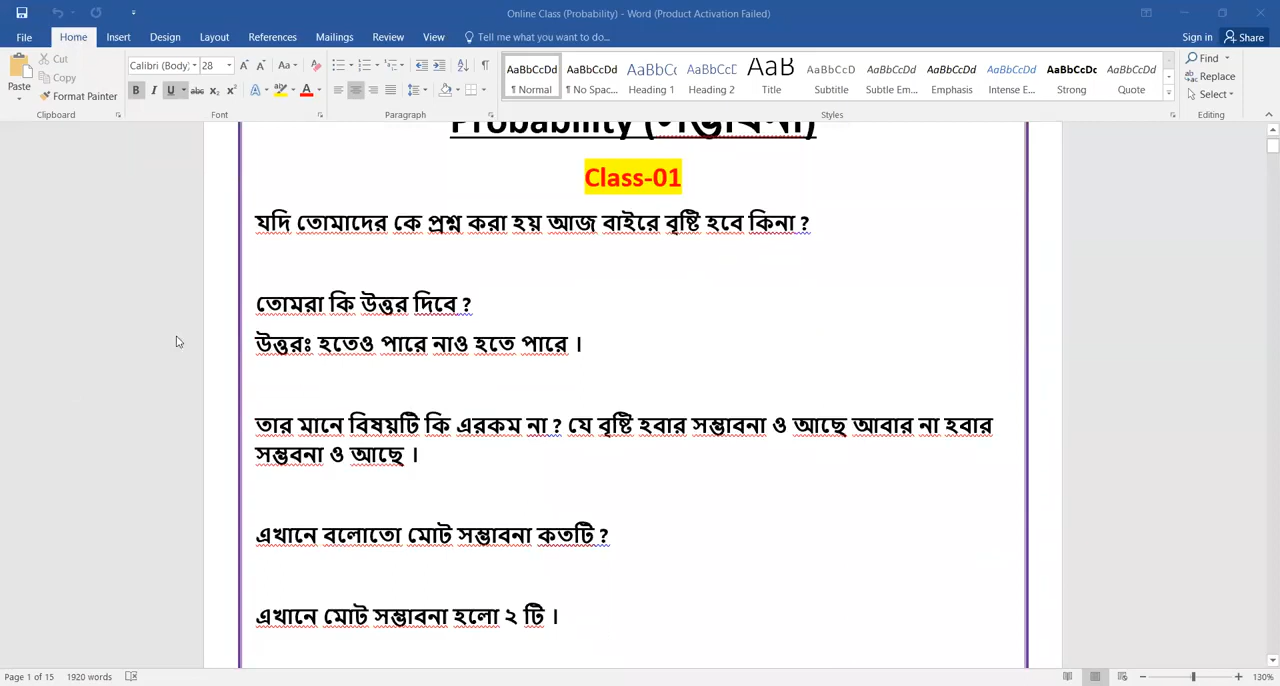 Online Class (Probability) - Word (Product Activation Failed)
File Home Insert Design Layout References Mailings Review View Tell me what you want to do... Sign in Share
Paste
Cut
Copy
Format Painter
Clipboard
Calibri (Body) 28
Font
Paragraph
AaBbCcDd AaBbCcDd AaBbCc AaBbCcD AaB AaBbCcD AaBbCcDd AaBbCcDd AaBbCcDd AaBbCcDc AaBbCcDd
¶ Normal ¶ No Spac... Heading 1 Heading 2 Title Subtitle Subtle Em... Emphasis Intense E... Strong Quote
Styles
Find
Replace
Select
Editing
Probability (সম্ভাবনা)
Class-01
যদি তোমাদের কে প্রশ্ন করা হয় আজ বাইরে বৃষ্টি হবে কিনা ?
তোমরা কি উত্তর দিবে ?
উত্তরঃ হতেও পারে নাও হতে পারে ।
তার মানে বিষয়টি কি এরকম না ? যে বৃষ্টি হবার সম্ভাবনা ও আছে আবার না হবার
সম্ভবনা ও আছে ।
এখানে বলোতো মোট সম্ভাবনা কতটি ?
এখানে মোট সম্ভাবনা হলো ২ টি ।
Page 1 of 15 1920 words 130%